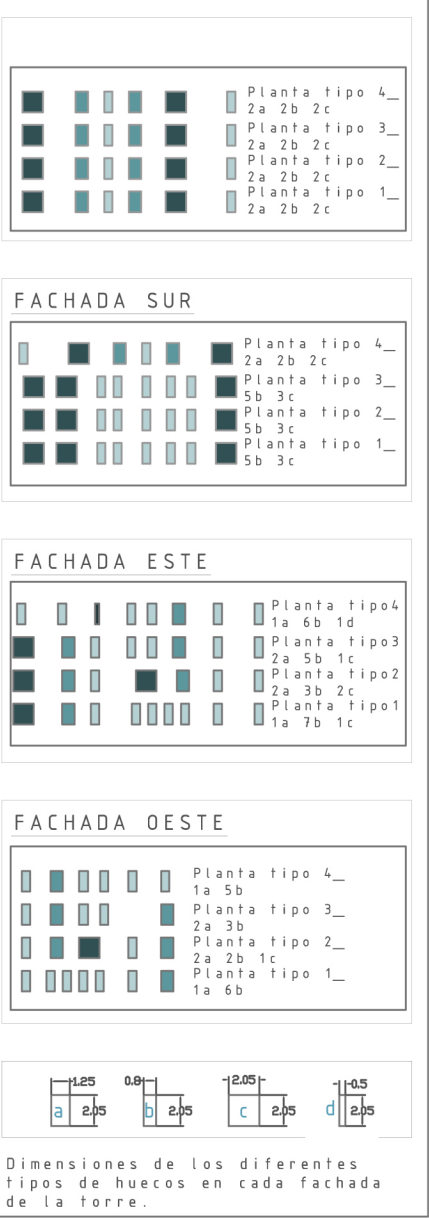 Planta tipo 4_
2a 2b 2c
Planta tipo 3_
2a 2b 2c
Planta tipo 2_
2a 2b 2c
Planta tipo 1_
2a 2b 2c
FACHADA SUR
Planta tipo 4_
2a 2b 2c
Planta tipo 3_
5b 3c
Planta tipo 2_
5b 3c
Planta tipo 1_
5b 3c
FACHADA ESTE
Planta tipo4
1a 6b 1d
Planta tipo3
2a 5b 1c
Planta tipo2
2a 3b 2c
Planta tipo1
1a 7b 1c
FACHADA OESTE
Planta tipo 4_
1a 5b
Planta tipo 3_
2a 3b
Planta tipo 2_
2a 2b 1c
Planta tipo 1_
1a 6b
1.25 0.8 2.05 0.5
a 2.05 b 2.05 c 2.05 d 2.05
Dimensiones de los diferentes
tipos de huecos en cada fachada
de la torre.